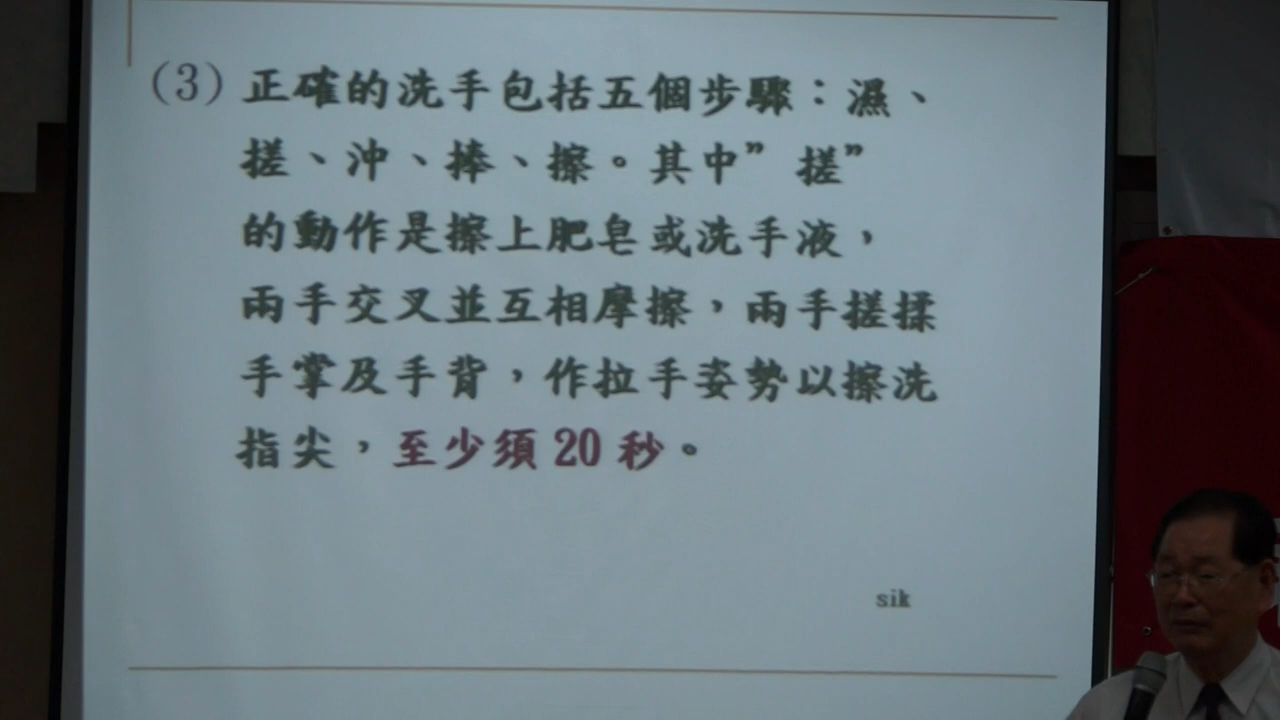 (3) 正確的洗手包括五個步驟：濕、
搓、沖、捧、擦。其中”搓”
的動作是擦上肥皂或洗手液，
兩手交叉並互相摩擦，兩手搓揉
手掌及手背，作拉手姿勢以擦洗
指尖，至少須 20 秒。
sik